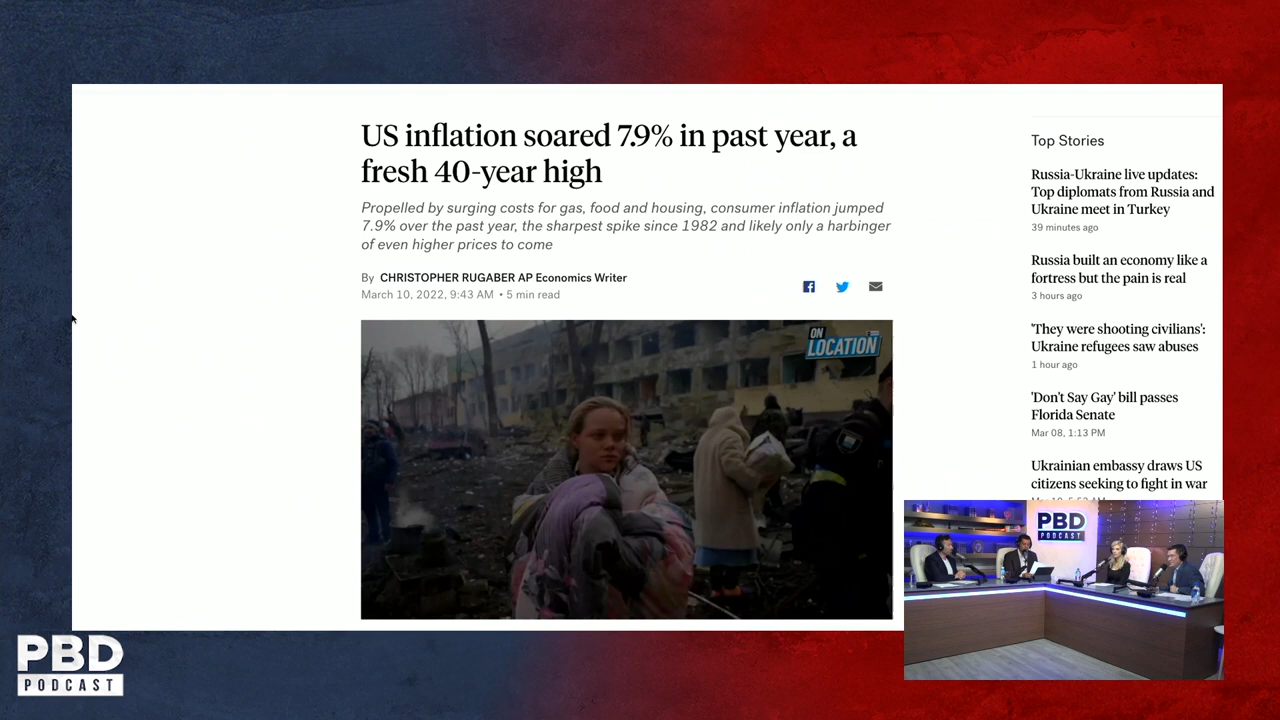 US inflation soared 7.9% in past year, a
fresh 40-year high
Propelled by surging costs for gas, food and housing, consumer inflation jumped
7.9% over the past year, the sharpest spike since 1982 and likely only a harbinger
of even higher prices to come
By CHRISTOPHER RUGABER AP Economics Writer
March 10, 2022, 9:43 AM • 5 min read
ON
LOCATION
Top Stories
Russia-Ukraine live updates:
Top diplomats from Russia and
Ukraine meet in Turkey
39 minutes ago
Russia built an economy like a
fortress but the pain is real
3 hours ago
'They were shooting civilians':
Ukraine refugees saw abuses
1 hour ago
'Don't Say Gay' bill passes
Florida Senate
Mar 08, 1:13 PM
Ukrainian embassy draws US
citizens seeking to fight in war
PBD
PODCAST
PBD
PODCAST